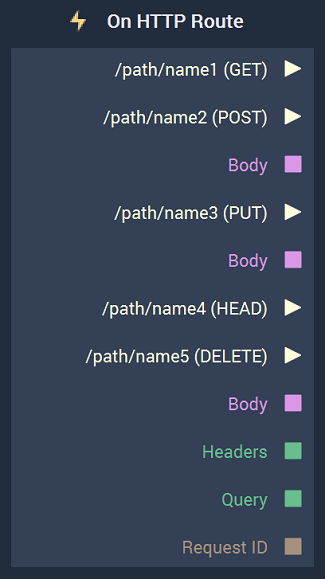 On HTTP Route
/path/name1 (GET)
/path/name2 (POST)
Body
/path/name3 (PUT)
Body
/path/name4 (HEAD)
/path/name5 (DELETE)
Body
Headers
Query
Request ID